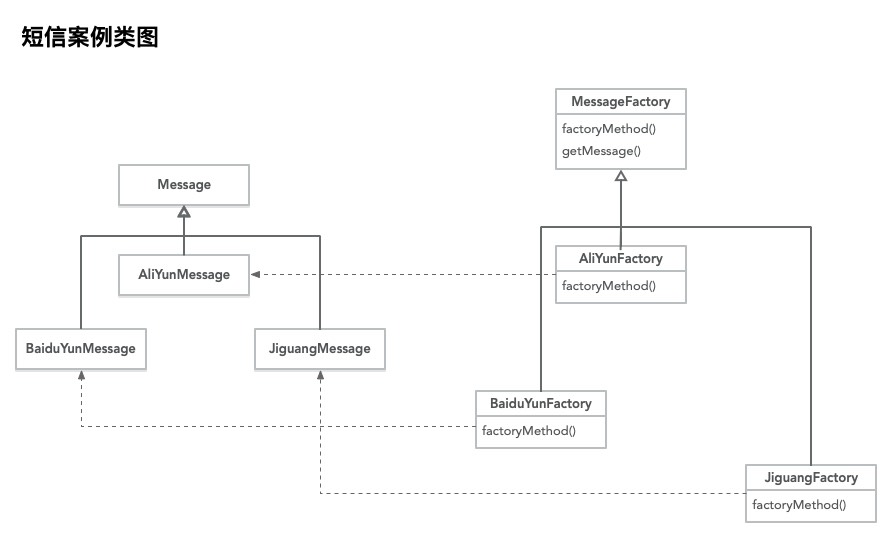 短信案例类图
MessageFactory
factoryMethod()
getMessage()
Message
AliYunFactory
factoryMethod()
AliYunMessage
BaiduYunMessage
JiguangMessage
BaiduYunFactory
factoryMethod()
JiguangFactory
factoryMethod()